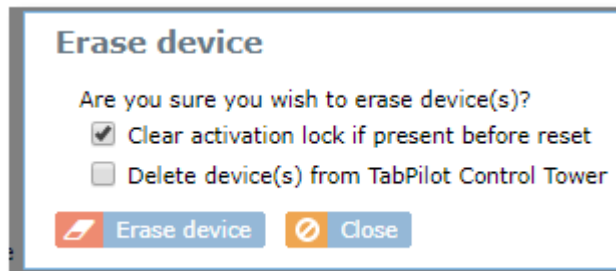 Erase device
Are you sure you wish to erase device(s)?
Clear activation lock if present before reset
Delete device(s) from TabPilot Control Tower
Erase device Close